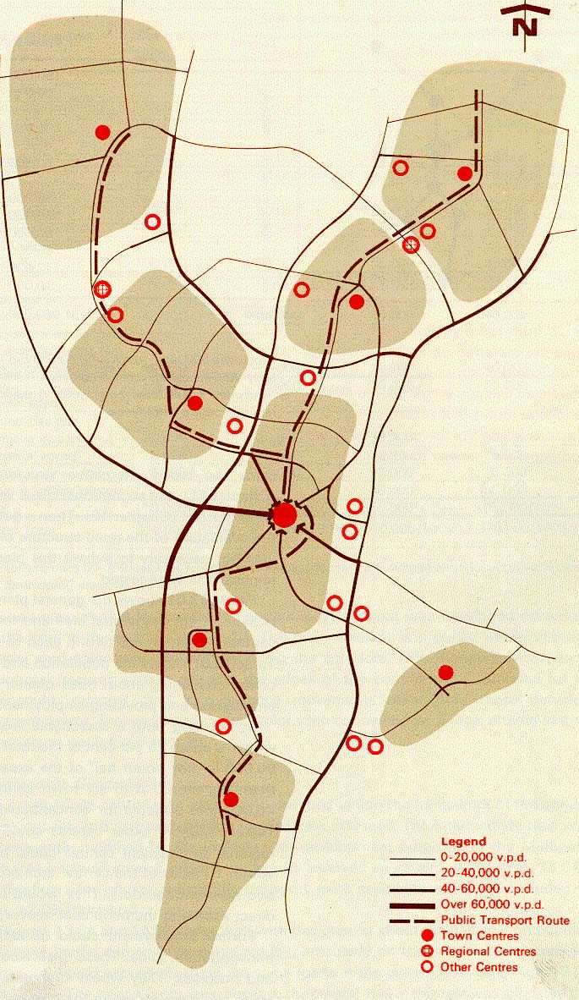 N
Legend
0-20,000 v.p.d.
20-40,000 v.p.d.
40-60,000 v.p.d.
Over 60,000 v.p.d.
Public Transport Route
Town Centres
Regional Centres
Other Centres